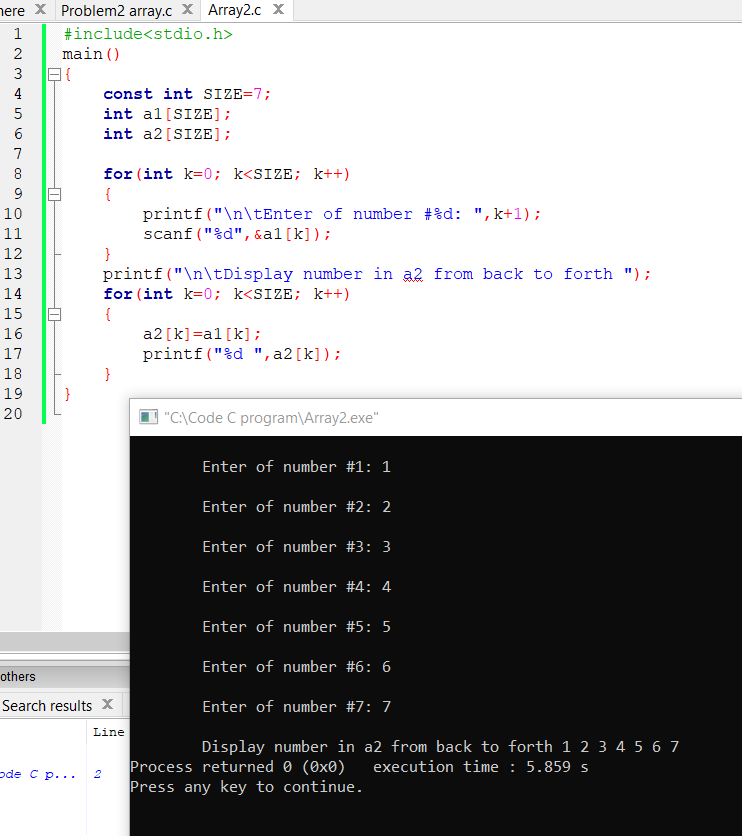 here Problem2 array.c Array2.c
1 #include<stdio.h>
2 main()
3 {
4 const int SIZE=7;
5 int a1[SIZE];
6 int a2[SIZE];
7
8 for(int k=0; k<SIZE; k++)
9 {
10 printf("\n\tEnter of number #%d: ",k+1);
11 scanf("%d",&a1[k]);
12 }
13 printf("\n\tDisplay number in a2 from back to forth ");
14 for(int k=0; k<SIZE; k++)
15 {
16 a2[k]=a1[k];
17 printf("%d ",a2[k]);
18 }
19 }
20
"C:\Code C program\Array2.exe"
Enter of number #1: 1
Enter of number #2: 2
Enter of number #3: 3
Enter of number #4: 4
Enter of number #5: 5
Enter of number #6: 6
Enter of number #7: 7
Display number in a2 from back to forth 1 2 3 4 5 6 7
Process returned 0 (0x0)   execution time : 5.859 s
Press any key to continue.
others
Search results
Line
ode C p... 2